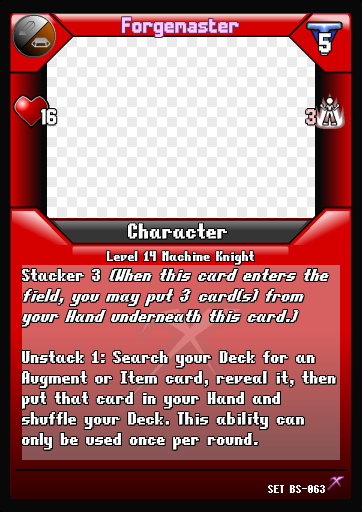 Forgemaster
5
16
3
Character
Level 14 Machine Knight
Stacker 3 (When this card enters the
field, you may put 3 card(s) from
your Hand underneath this card.)
Unstack 1: Search your Deck for an
Augment or Item card, reveal it, then
put that card in your Hand and
shuffle your Deck. This ability can
only be used once per round.
SET BS-063